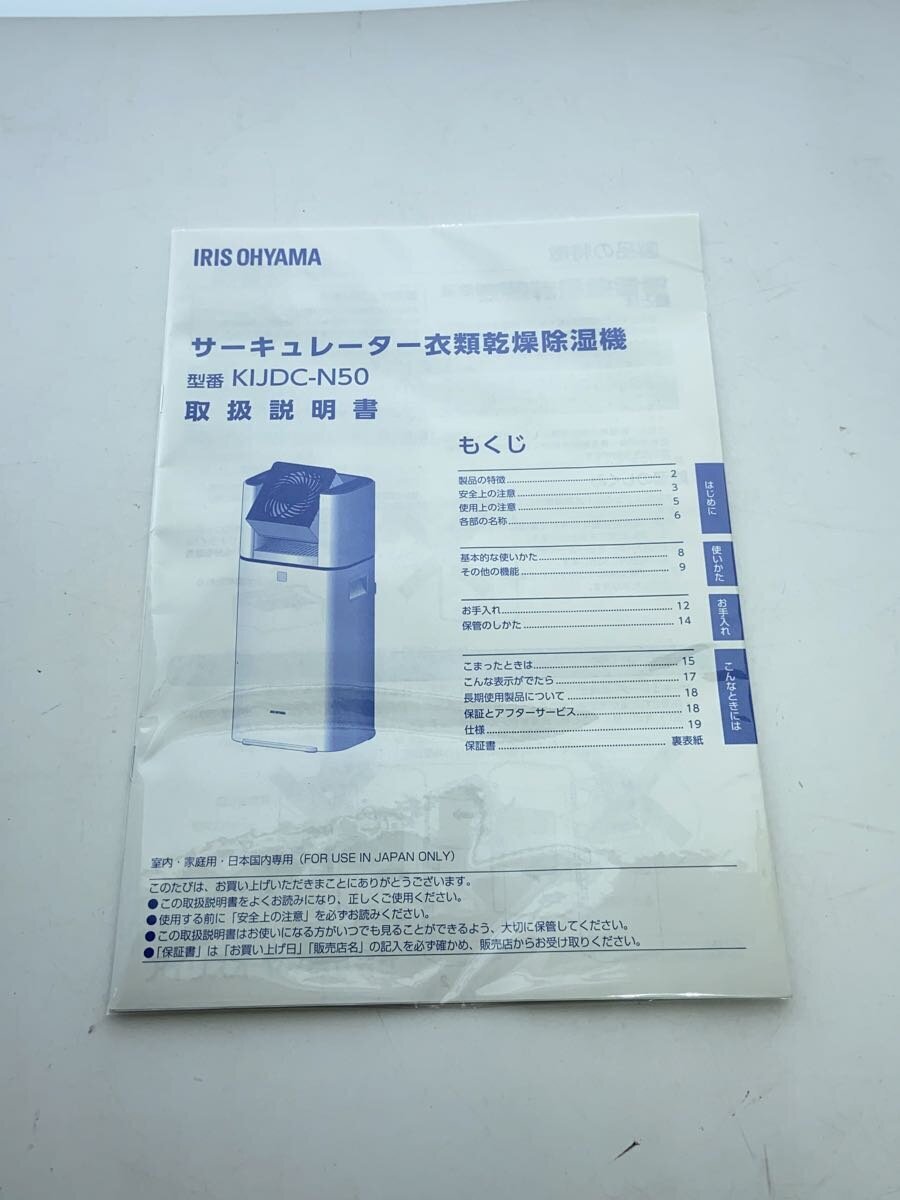 IRIS OHYAMA
サーキュレーター衣類乾燥除湿機
型番 KIJDC-N50
取扱説明書
もくじ
製品の特徴 2
安全上の注意 3
使用上の注意 5
各部の名称 6
はじめに
基本的な使いかた 8
その他の機能 9
使いかた
お手入れ 12
保管のしかた 14
お手入れ
こまったときは 15
こんな表示がでたら 17
長期使用製品について 18
保証とアフターサービス 18
仕様 19
保証書 裏表紙
こんなときには
室内・家庭用・日本国内専用(FOR USE IN JAPAN ONLY)
このたびは、お買い上げいただきまことにありがとうございます。
●この取扱説明書をよくお読みになり、正しくご使用ください。
●使用する前に「安全上の注意」を必ずお読みください。
●この取扱説明書はお使いになる方がいつでも見ることができるよう、大切に保管してください。
●「保証書」は「お買い上げ日」「販売店名」の記入を必ず確かめ、販売店からお受け取りください。